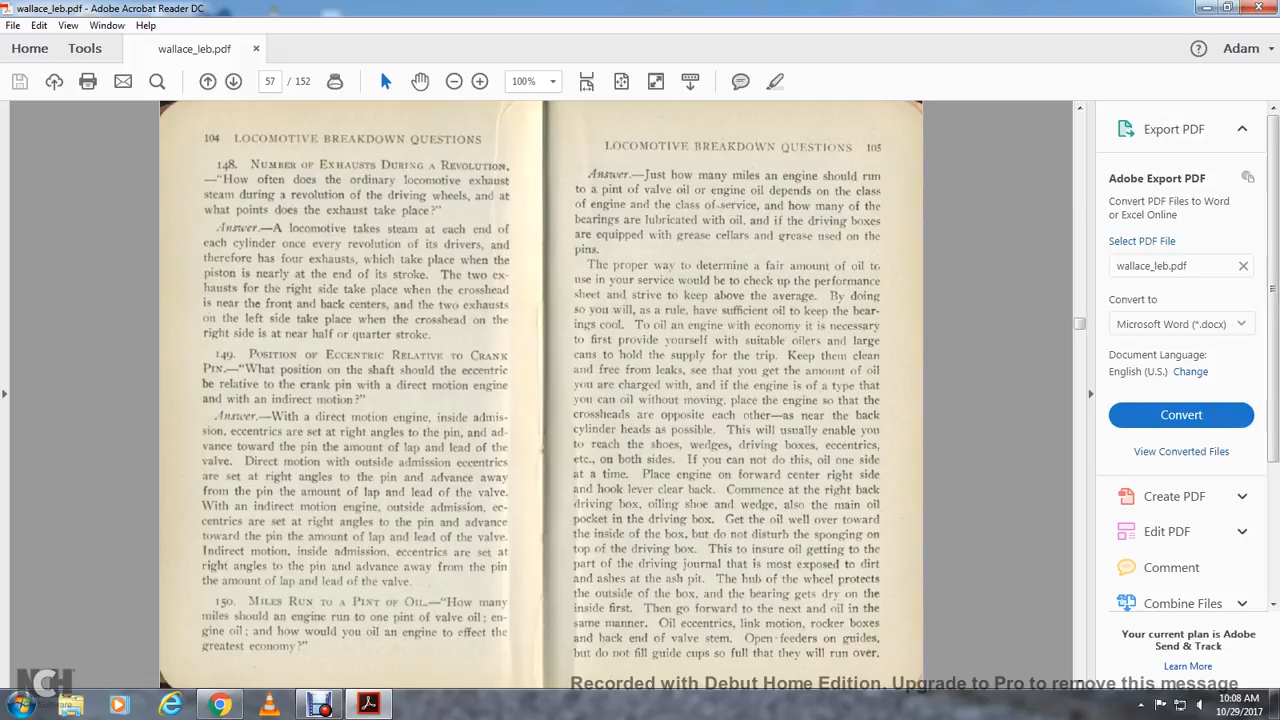 wallace_leb.pdf - Adobe Acrobat Reader DC
File Edit View Window Help
Home Tools wallace_leb.pdf × Adam
57 / 152 100%
104 LOCOMOTIVE BREAKDOWN QUESTIONS
148. NUMBER OF EXHAUSTS DURING A REVOLUTION.
—"How often does the ordinary locomotive exhaust
steam during a revolution of the driving wheels, and at
what points does the exhaust take place?"
Answer.—A locomotive takes steam at each end of
each cylinder once every revolution of its drivers, and
therefore has four exhausts, which take place when the
piston is nearly at the end of its stroke. The two ex-
hausts for the right side take place when the crosshead
is near the front and back centers, and the two exhausts
on the left side take place when the crosshead on the
right side is at near half or quarter stroke.
149. POSITION OF ECCENTRIC RELATIVE TO CRANK
PIN.—"What position on the shaft should the eccentric
be relative to the crank pin with a direct motion engine
and with an indirect motion?"
Answer.—With a direct motion engine, inside admis-
sion, eccentrics are set at right angles to the pin, and ad-
vance toward the pin the amount of lap and lead of the
valve. Direct motion with outside admission eccentrics
are set at right angles to the pin and advance away
from the pin the amount of lap and lead of the valve.
With an indirect motion engine, outside admission, ec-
centrics are set at right angles to the pin and advance
toward the pin the amount of lap and lead of the valve.
Indirect motion, inside admission, eccentrics are set at
right angles to the pin and advance away from the pin
the amount of lap and lead of the valve.
150. MILES RUN TO A PINT OF OIL.—"How many
miles should an engine run to one pint of valve oil; en-
gine oil; and how would you oil an engine to effect the
greatest economy?"
LOCOMOTIVE BREAKDOWN QUESTIONS 105
Answer.—Just how many miles an engine should run
to a pint of valve oil or engine oil depends on the class
of engine and the class of service, and how many of the
bearings are lubricated with oil, and if the driving boxes
are equipped with grease cellars and grease used on the
pins.
The proper way to determine a fair amount of oil to
use in your service would be to check up the performance
sheet and strive to keep above the average. By doing
so you will, as a rule, have sufficient oil to keep the bear-
ings cool. To oil an engine with economy it is necessary
to first provide yourself with suitable oilers and large
cans to hold the supply for the trip. Keep them clean
and free from leaks, see that you get the amount of oil
you are charged with, and if the engine is of a type that
you can oil without moving, place the engine so that the
crossheads are opposite each other—as near the back
cylinder heads as possible. This will usually enable you
to reach the shoes, wedges, driving boxes, eccentrics,
etc., on both sides. If you can not do this, oil one side
at a time. Place engine on forward center right side
and hook lever clear back. Commence at the right back
driving box, oiling shoe and wedge, also the main oil
pocket in the driving box. Get the oil well over toward
the inside of the box, but do not disturb the sponging on
top of the driving box. This to insure oil getting to the
part of the driving journal that is most exposed to dirt
and ashes at the ash pit. The hub of the wheel protects
the outside of the box, and the bearing gets dry on the
inside first. Then go forward to the next and oil in the
same manner. Oil eccentrics, link motion, rocker boxes
and back end of valve stem. Open feeders on guides,
but do not fill guide cups so full that they will run over.
Export PDF
Adobe Export PDF
Convert PDF Files to Word
or Excel Online
Select PDF File
wallace_leb.pdf
Convert to
Microsoft Word (*.docx)
Document Language:
English (U.S.) Change
Convert
View Converted Files
Create PDF
Edit PDF
Comment
Combine Files
Your current plan is Adobe
Send & Track
Learn More
NCH
Software
Recorded with Debut Home Edition. Upgrade to Pro to remove this message
10:08 AM
10/29/2017